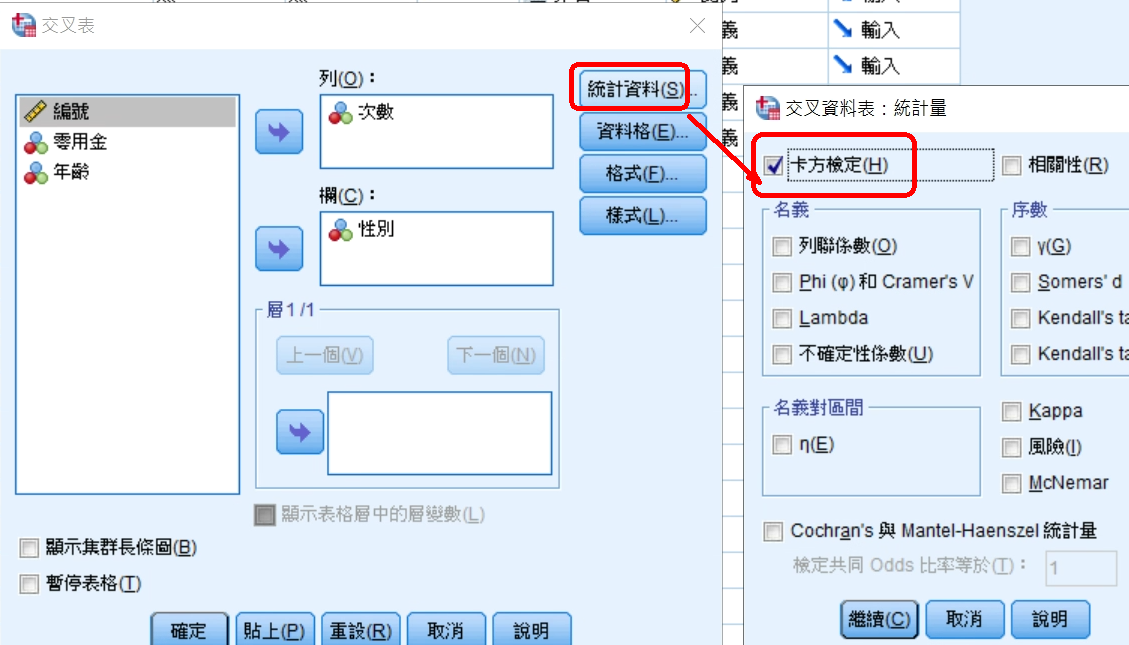 義
輸入
義
輸入
義
義
交叉表
列(O)：
編號
零用金
年齡
次數
欄(C)：
性別
統計資料(S)...
資料格(E)...
格式(F)...
樣式(L)...
層 1 /1
上一個(V)
下一個(N)
顯示表格層中的層變數(L)
顯示集群長條圖(B)
暫停表格(T)
確定
貼上(P)
重設(R)
取消
說明
交叉資料表：統計量
卡方檢定(H)
相關性(R)
名義
列聯係數(O)
Phi (φ) 和 Cramer's V
Lambda
不確定性係數(U)
序數
γ(G)
Somers' d
Kendall's ta
Kendall's ta
名義對區間
η(E)
Kappa
風險(I)
McNemar
Cochran's 與 Mantel-Haenszel 統計量
檢定共同 Odds 比率等於(T)：
1
繼續(C)
取消
說明